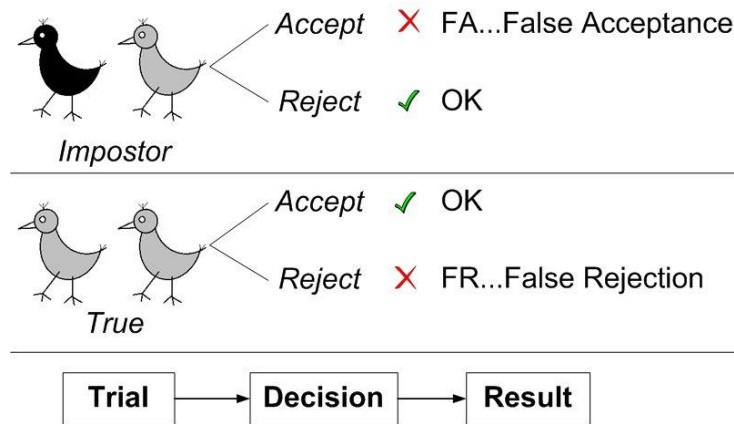 Accept FA...False Acceptance
Reject OK
Impostor
Accept OK
Reject FR...False Rejection
True
Trial Decision Result